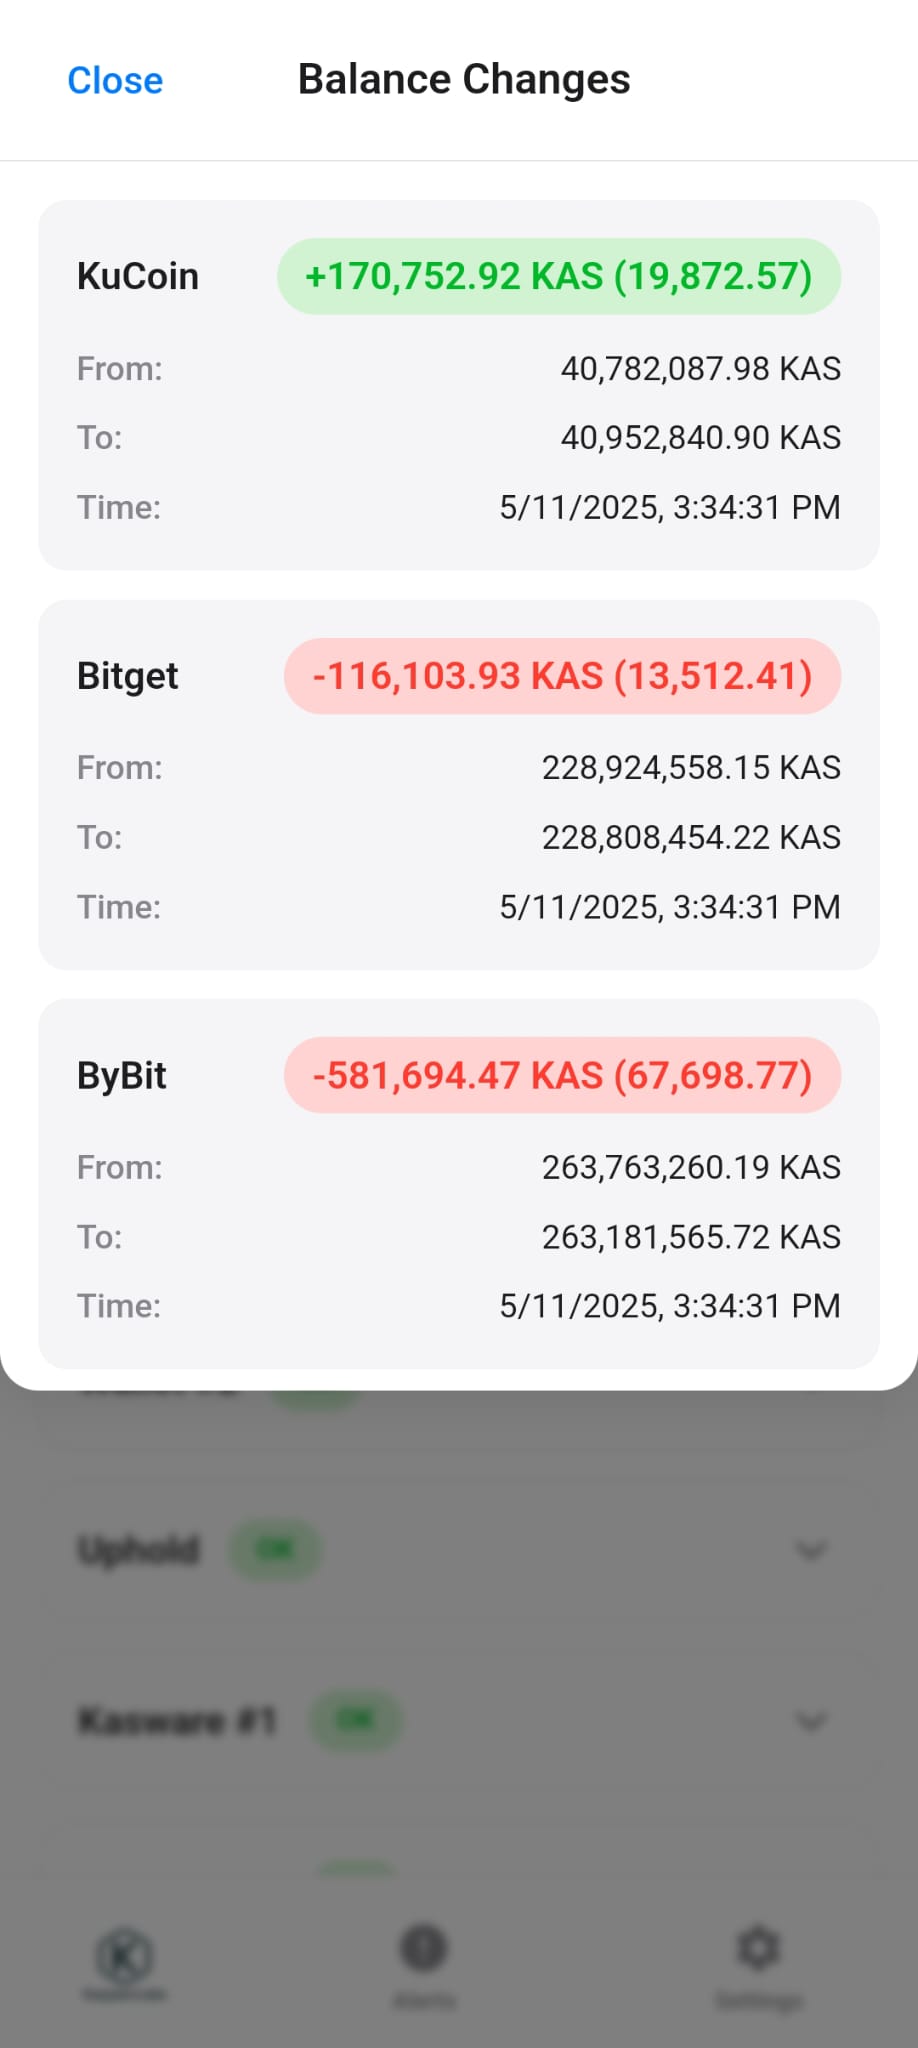 Close Balance Changes
KuCoin +170,752.92 KAS (19,872.57)
From: 40,782,087.98 KAS
To: 40,952,840.90 KAS
Time: 5/11/2025, 3:34:31 PM
Bitget -116,103.93 KAS (13,512.41)
From: 228,924,558.15 KAS
To: 228,808,454.22 KAS
Time: 5/11/2025, 3:34:31 PM
ByBit -581,694.47 KAS (67,698.77)
From: 263,763,260.19 KAS
To: 263,181,565.72 KAS
Time: 5/11/2025, 3:34:31 PM
Uphold OK
Kasware #1 OK
Alerts Settings